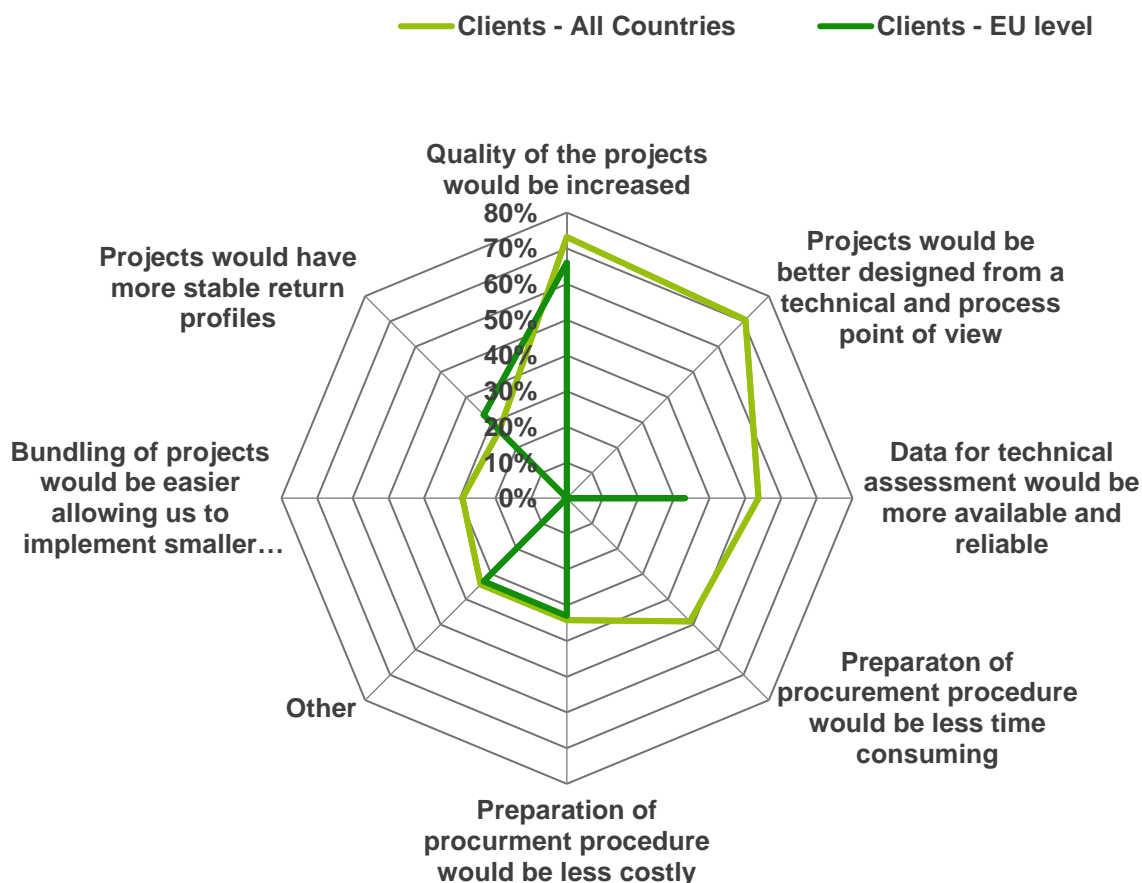 Clients - All Countries
Clients - EU level
Quality of the projects
would be increased
Projects would be
better designed from a
technical and process
point of view
Data for technical
assessment would be
more available and
reliable
Preparaton of
procurement procedure
would be less time
consuming
Preparation of
procurment procedure
would be less costly
Other
Bundling of projects
would be easier
allowing us to
implement smaller…
Projects would have
more stable return
profiles
80%
70%
60%
50%
40%
30%
20%
10%
0%